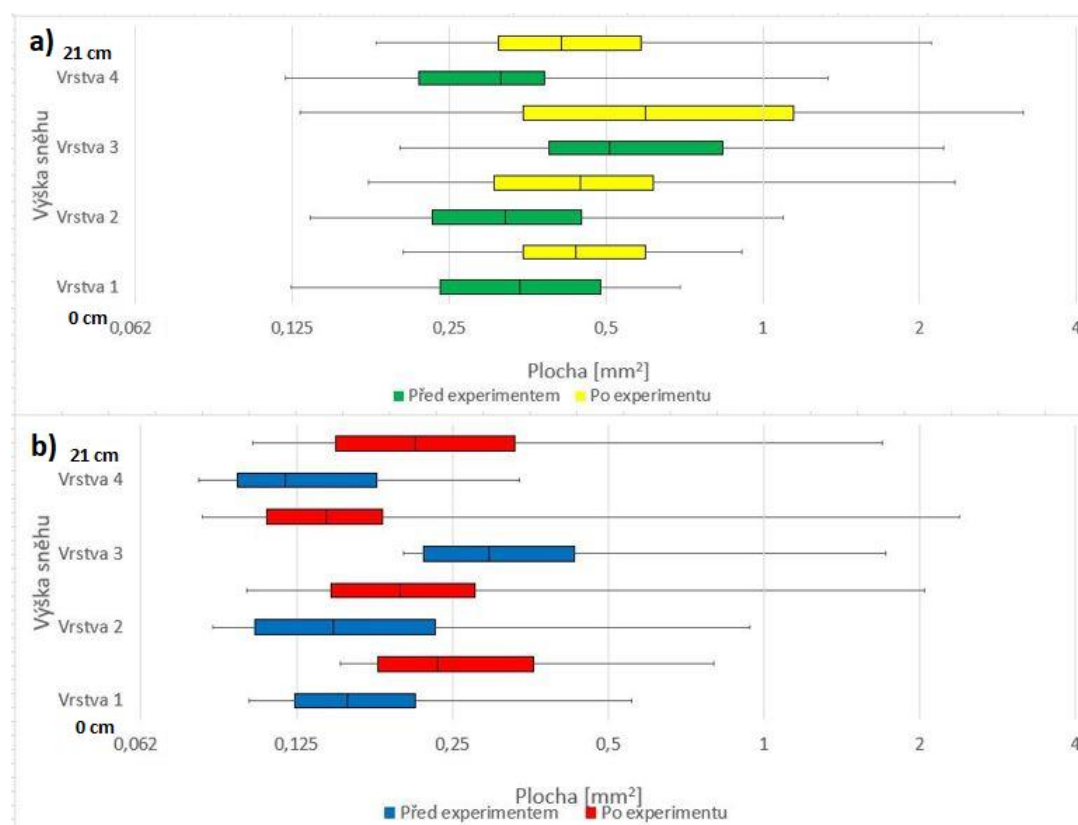 a)
21 cm
Vrstva 4
Vrstva 3
Vrstva 2
Vrstva 1
0 cm
Výška sněhu
0,062 0,125 0,25 0,5 1 2 4
Plocha [mm²]
Před experimentem Po experimentu
b)
21 cm
Vrstva 4
Vrstva 3
Vrstva 2
Vrstva 1
0 cm
Výška sněhu
0,062 0,125 0,25 0,5 1 2 4
Plocha [mm²]
Před experimentem Po experimentu